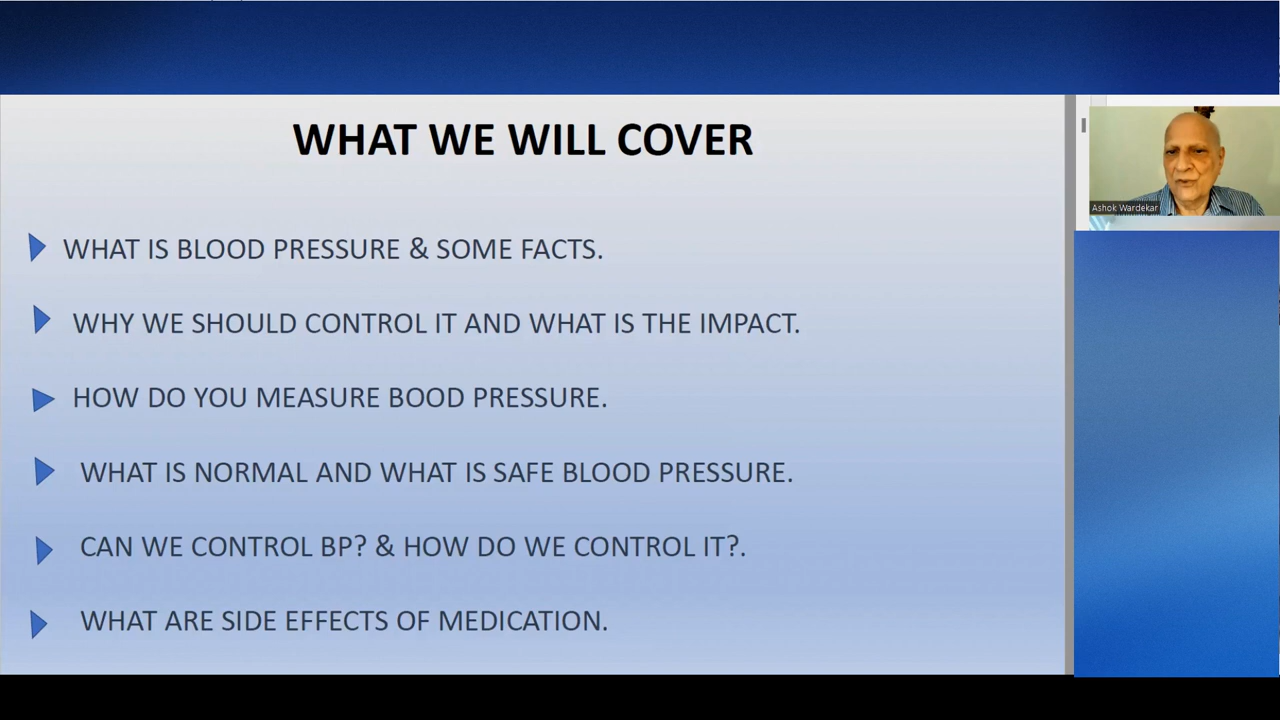 WHAT WE WILL COVER
WHAT IS BLOOD PRESSURE & SOME FACTS.
WHY WE SHOULD CONTROL IT AND WHAT IS THE IMPACT.
HOW DO YOU MEASURE BOOD PRESSURE.
WHAT IS NORMAL AND WHAT IS SAFE BLOOD PRESSURE.
CAN WE CONTROL BP? & HOW DO WE CONTROL IT?.
WHAT ARE SIDE EFFECTS OF MEDICATION.
Ashok Wardekar